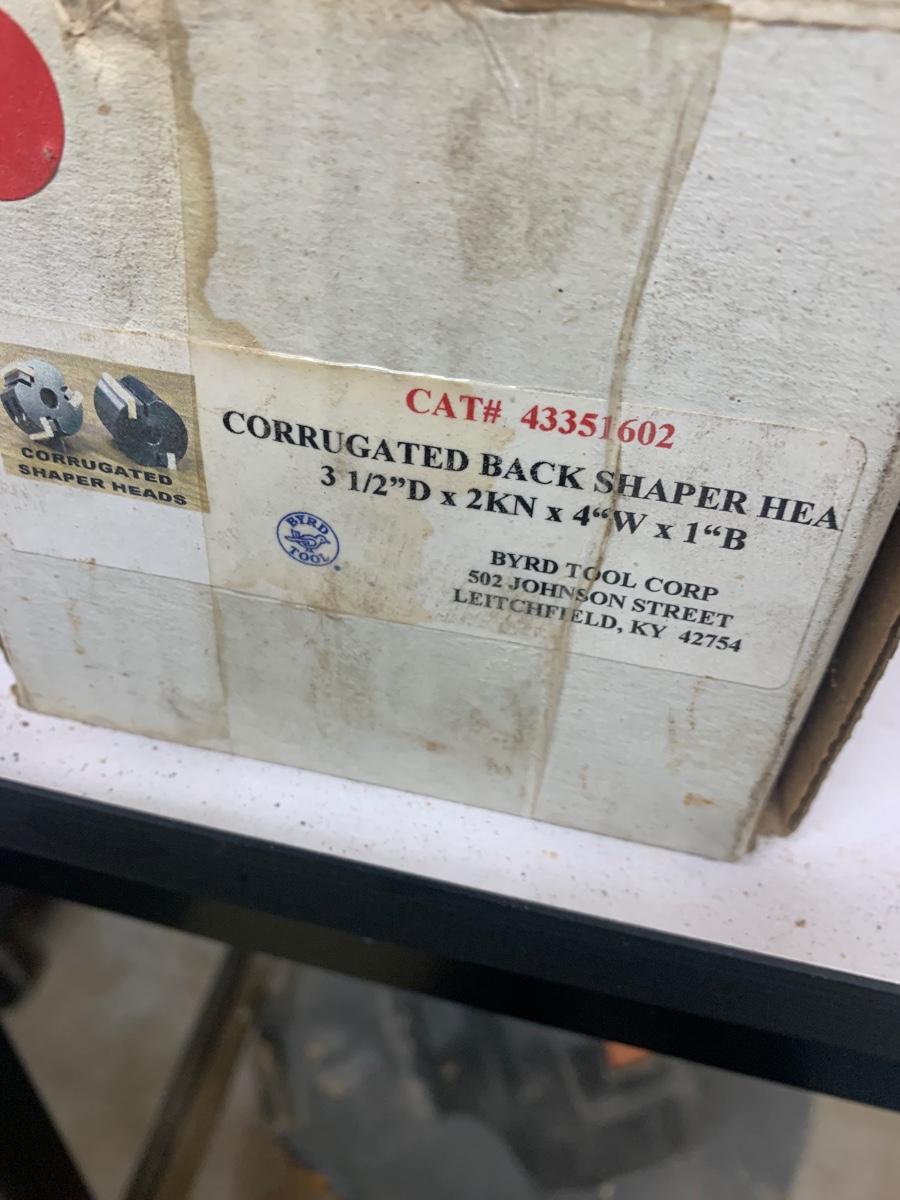 CAT# 43351602
CORRUGATED BACK SHAPER HEA
3 1/2”D x 2KN x 4“W x 1“B
CORRUGATED
SHAPER HEADS
BYRD
TOOL
BYRD TOOL CORP
502 JOHNSON STREET
LEITCHFIELD, KY 42754